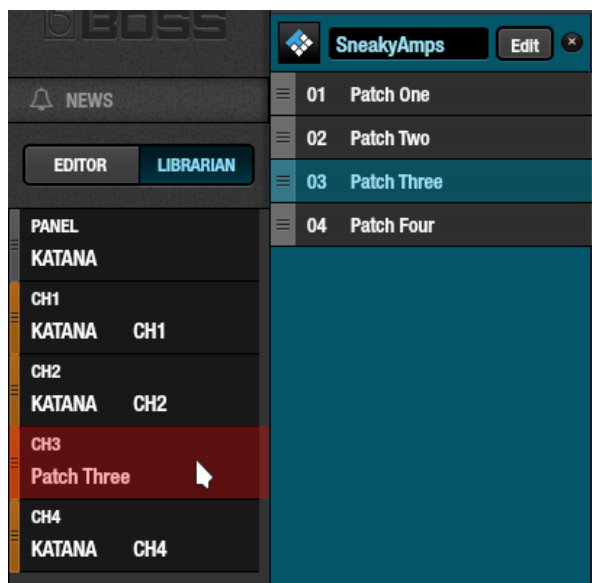 BOSS
NEWS
EDITOR LIBRARIAN
PANEL
KATANA
CH1
KATANA CH1
CH2
KATANA CH2
CH3
Patch Three
CH4
KATANA CH4
SneakyAmps Edit
01 Patch One
02 Patch Two
03 Patch Three
04 Patch Four